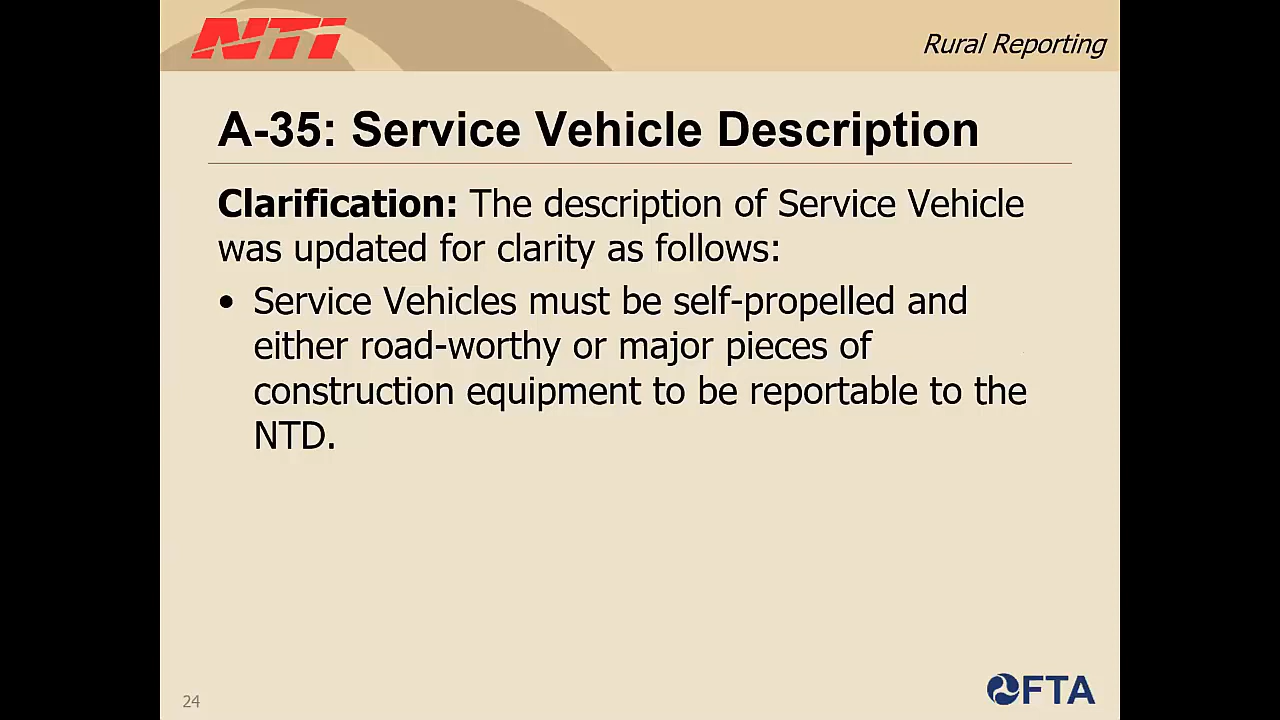 NTI
Rural Reporting
A-35: Service Vehicle Description
Clarification: The description of Service Vehicle
was updated for clarity as follows:
• Service Vehicles must be self-propelled and
either road-worthy or major pieces of
construction equipment to be reportable to the
NTD.
24
FTA